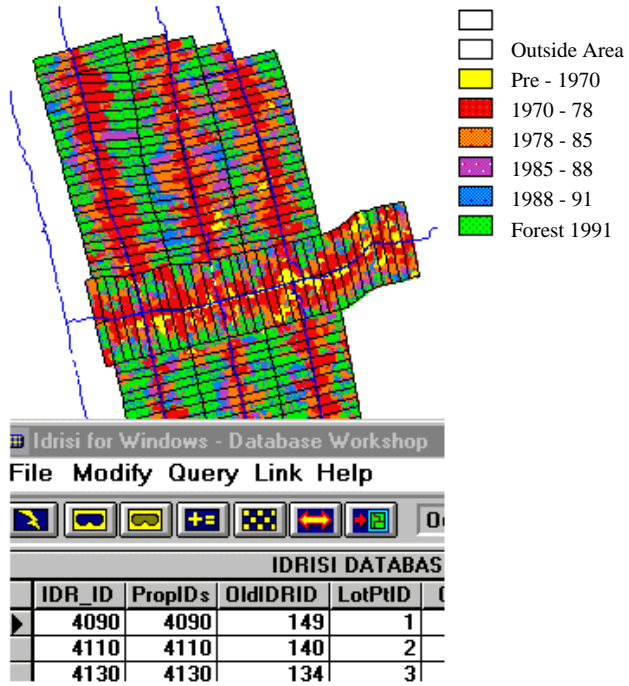 Outside Area
Pre - 1970
1970 - 78
1978 - 85
1985 - 88
1988 - 91
Forest 1991
Idrisi for Windows - Database Workshop
File Modify Query Link Help
IDRISI DATABAS
IDR_ID PropIDs OldIDRID LotPtID
4090 4090 149 1
4110 4110 140 2
4130 4130 134 3